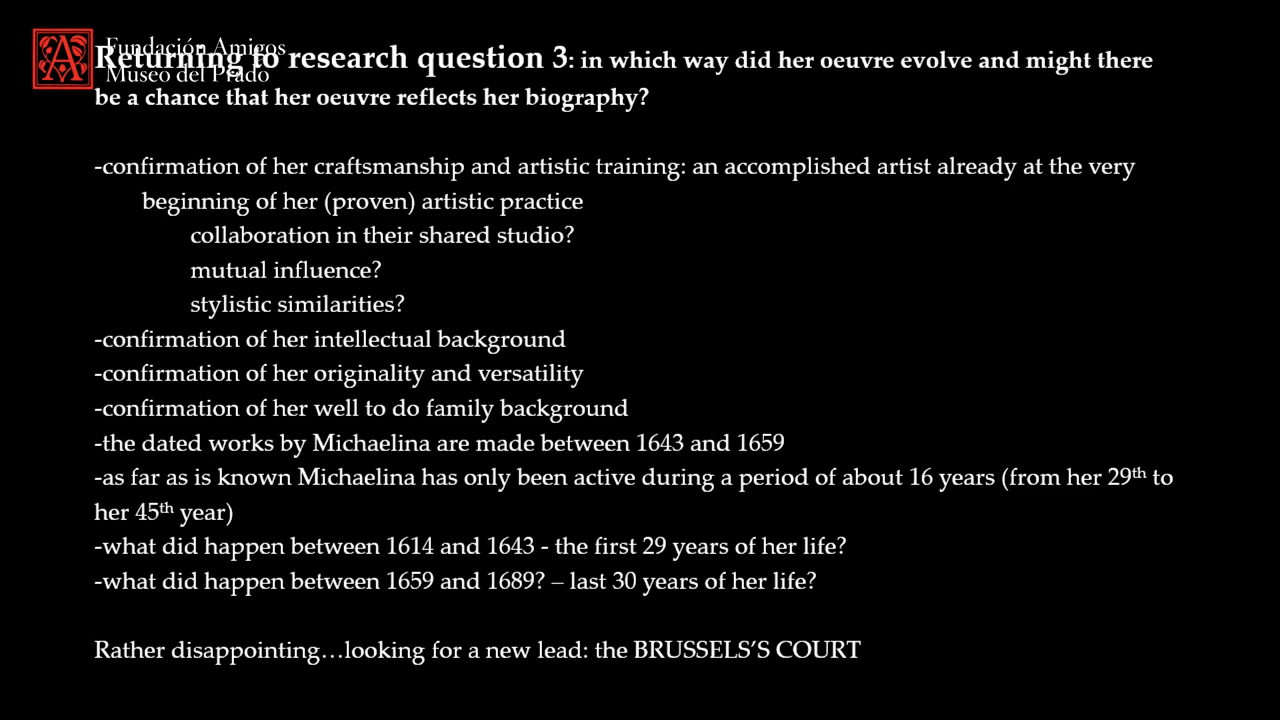 Fundación Amigos
Museo del Prado
Returning to research question 3: in which way did her oeuvre evolve and might there
be a chance that her oeuvre reflects her biography?
-confirmation of her craftsmanship and artistic training: an accomplished artist already at the very
beginning of her (proven) artistic practice
collaboration in their shared studio?
mutual influence?
stylistic similarities?
-confirmation of her intellectual background
-confirmation of her originality and versatility
-confirmation of her well to do family background
-the dated works by Michaelina are made between 1643 and 1659
-as far as is known Michaelina has only been active during a period of about 16 years (from her 29th to
her 45th year)
-what did happen between 1614 and 1643 - the first 29 years of her life?
-what did happen between 1659 and 1689? – last 30 years of her life?
Rather disappointing…looking for a new lead: the BRUSSELS’S COURT